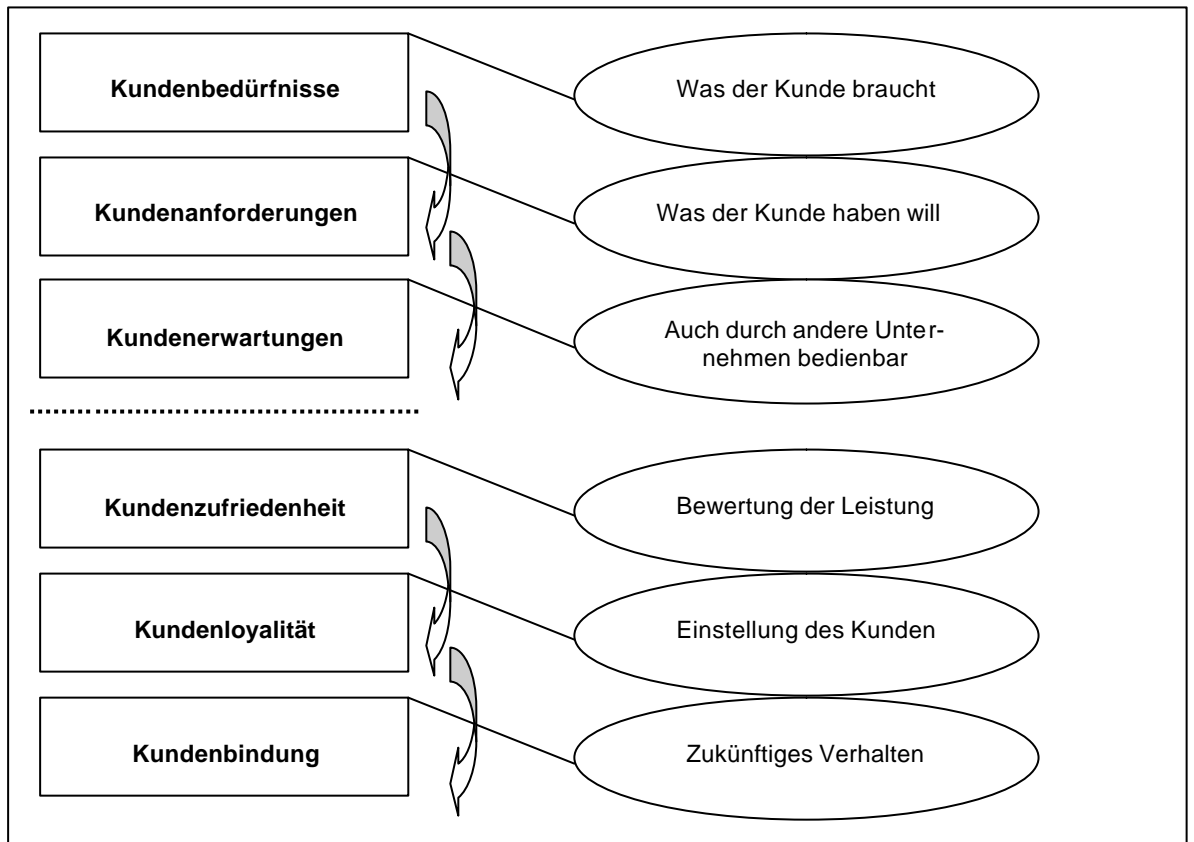 Kundenbedürfnisse
Was der Kunde braucht
Kundenanforderungen
Was der Kunde haben will
Kundenerwartungen
Auch durch andere Unter-
nehmen bedienbar
Kundenzufriedenheit
Bewertung der Leistung
Kundenloyalität
Einstellung des Kunden
Kundenbindung
Zukünftiges Verhalten